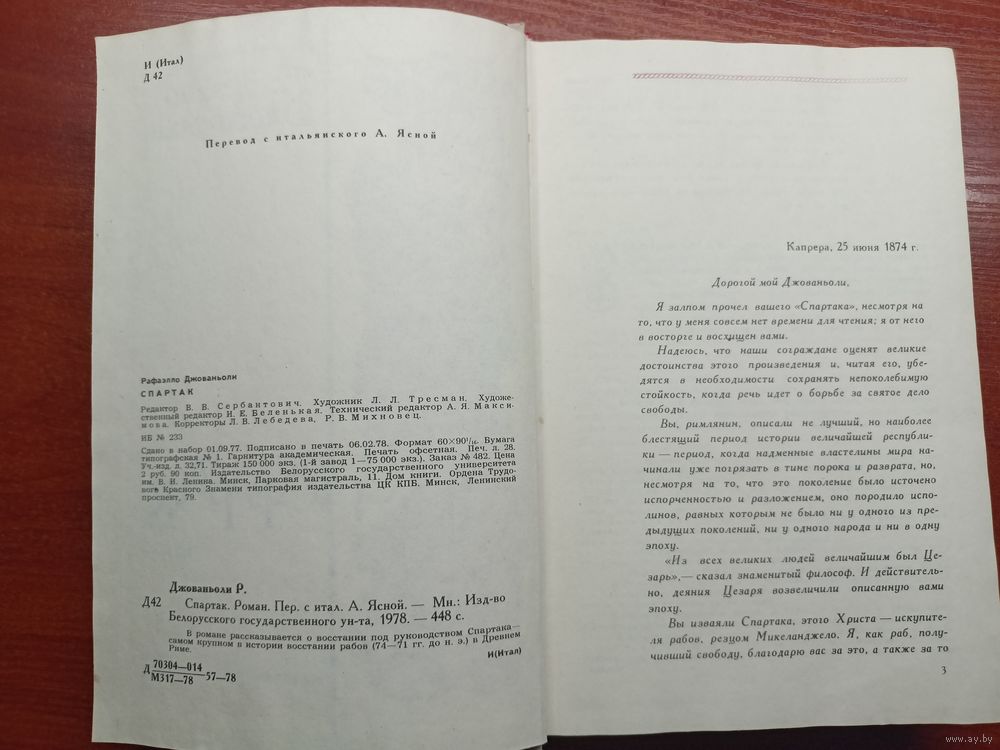 И (Итал)
Д 42
Перевод с итальянского А. Ясной
Рафаэлло Джованьоли
СПАРТАК
Редактор В. В. Сербантович. Художник Л. Л. Тресман. Художе-
ственный редактор И. Е. Беленькая. Технический редактор А. Я. Макси-
мова. Корректоры Л. В. Лебедева, Р. В. Михновец.
ИБ № 233
Сдано в набор 01.09.77. Подписано в печать 06.02.78. Формат 60×90¹/₁₆. Бумага
типографская № 1. Гарнитура академическая. Печать офсетная. Печ. л. 28.
Уч.-изд. л. 32,71. Тираж 150 000 экз. (1-й завод 1—75 000 экз.) Заказ № 482. Цена
2 руб. 90 коп. Издательство Белорусского государственного университета
им. В. И. Ленина. Минск, Парковая магистраль, 11, Дом книги. Ордена Трудо-
вого Красного Знамени типография издательства ЦК КПБ. Минск, Ленинский
проспект, 79.
Джованьоли Р.
Д42 Спартак. Роман. Пер. с итал. А. Ясной. — Мн.: Изд-во
Белорусского государственного ун-та, 1978. — 448 с.
В романе рассказывается о восстании под руководством Спартака—
самом крупном в истории восстании рабов (74—71 гг. до н. э.) в Древнем
Риме.
И(Итал)
Д 70304—014
М317—78 57—78
Капрера, 25 июня 1874 г.
Дорогой мой Джованьоли,
Я залпом прочел вашего «Спартака», несмотря на
то, что у меня совсем нет времени для чтения; я от него
в восторге и восхищен вами.
Надеюсь, что наши сограждане оценят великие
достоинства этого произведения и, читая его, убе-
дятся в необходимости сохранять непоколебимую
стойкость, когда речь идет о борьбе за святое дело
свободы.
Вы, римлянин, описали не лучший, но наиболее
блестящий период истории величайшей республи-
ки — период, когда надменные властелины мира на-
чинали уже погрязать в тине порока и разврата, но,
несмотря на то, что это поколение было источено
испорченностью и разложением, оно породило испо-
линов, равных которым не было ни у одного из пре-
дыдущих поколений, ни у одного народа и ни в одну
эпоху.
«Из всех великих людей величайшим был Це-
зарь»,— сказал знаменитый философ. И действитель-
но, деяния Цезаря возвеличили описанную вами
эпоху.
Вы изваяли Спартака, этого Христа — искупите-
ля рабов, резцом Микеланджело. Я, как раб, полу-
чивший свободу, благодарю вас за это, а также за то
3
www.ay.by